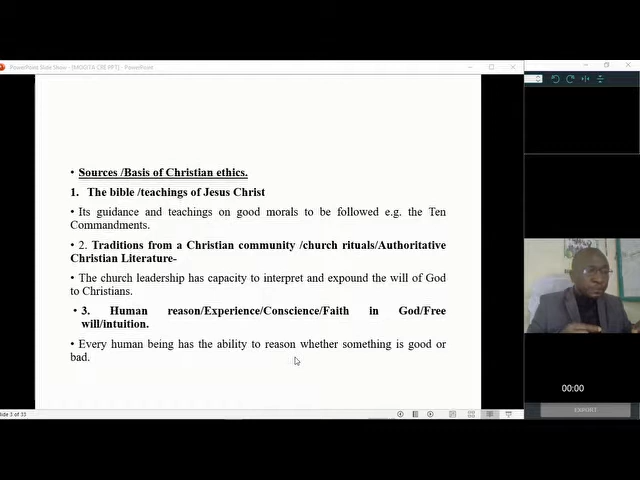 PowerPoint Slide Show - [MOGITA CRE PPT] - PowerPoint
• Sources /Basis of Christian ethics.
1. The bible /teachings of Jesus Christ
• Its guidance and teachings on good morals to be followed e.g. the Ten
Commandments.
• 2. Traditions from a Christian community /church rituals/Authoritative
Christian Literature-
• The church leadership has capacity to interpret and expound the will of God
to Christians.
• 3. Human reason/Experience/Conscience/Faith in God/Free
will/intuition.
• Every human being has the ability to reason whether something is good or
bad.
00:00
EXPORT
Slide 3 of 33